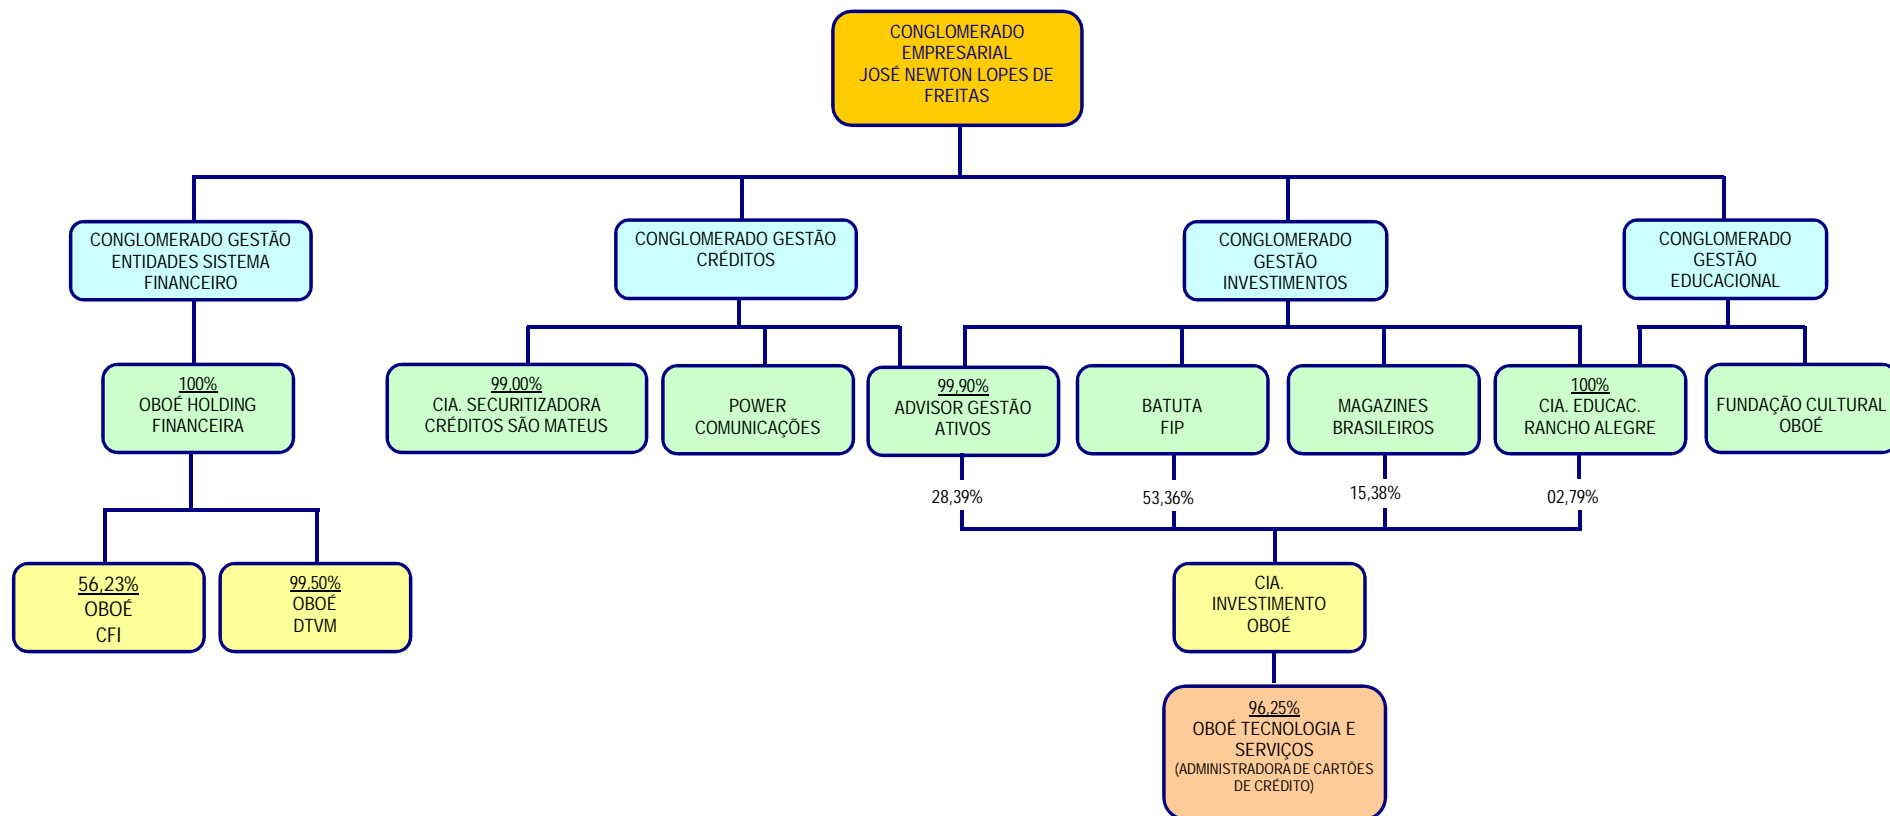 CONGLOMERADO
EMPRESARIAL
JOSÉ NEWTON LOPES DE
FREITAS
CONGLOMERADO GESTÃO
ENTIDADES SISTEMA
FINANCEIRO
CONGLOMERADO GESTÃO
CRÉDITOS
CONGLOMERADO
GESTÃO
INVESTIMENTOS
CONGLOMERADO
GESTÃO
EDUCACIONAL
100%
OBOÉ HOLDING
FINANCEIRA
99,00%
CIA. SECURITIZADORA
CRÉDITOS SÃO MATEUS
POWER
COMUNICAÇÕES
99,90%
ADVISOR GESTÃO
ATIVOS
BATUTA
FIP
MAGAZINES
BRASILEIROS
100%
CIA. EDUCAC.
RANCHO ALEGRE
FUNDAÇÃO CULTURAL
OBOÉ
28,39%
53,36%
15,38%
02,79%
56,23%
OBOÉ
CFI
99,50%
OBOÉ
DTVM
CIA.
INVESTIMENTO
OBOÉ
96,25%
OBOÉ TECNOLOGIA E
SERVIÇOS
(ADMINISTRADORA DE CARTÕES
DE CRÉDITO)